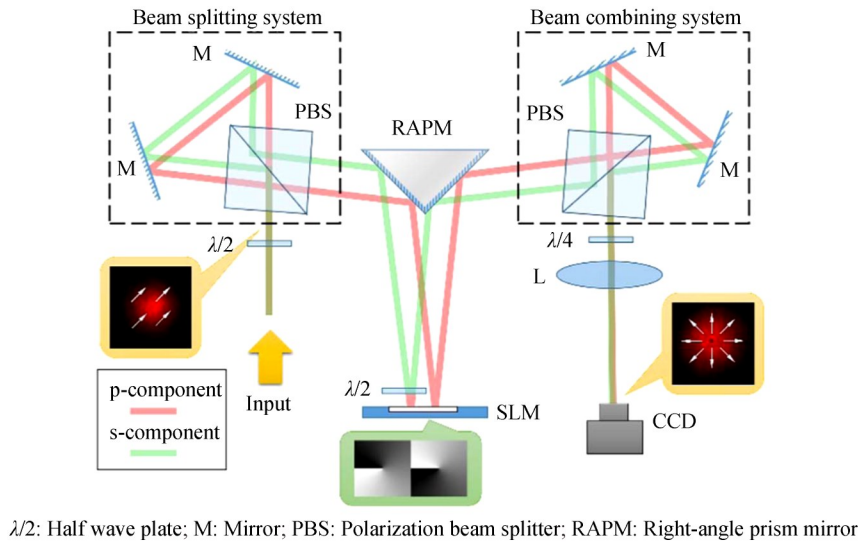 Beam splitting system
Beam combining system
M
M
PBS
PBS
RAPM
M
M
λ/2
λ/4
L
p-component
s-component
Input
λ/2
SLM
CCD
λ/2: Half wave plate; M: Mirror; PBS: Polarization beam splitter; RAPM: Right-angle prism mirror